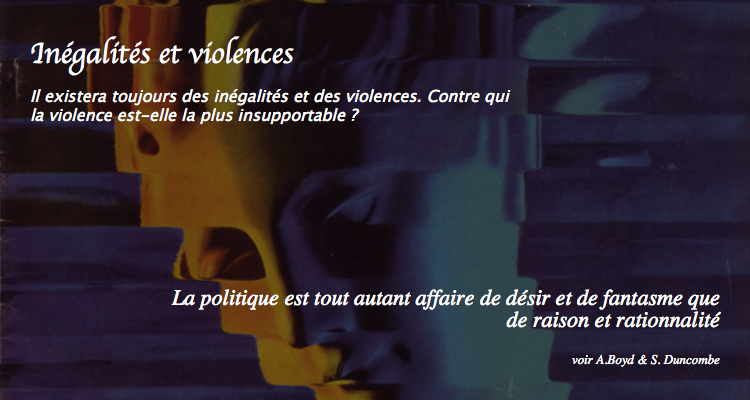 Inégalités et violences
Il existera toujours des inégalités et des violences. Contre qui
la violence est-elle la plus insupportable ?
La politique est tout autant affaire de désir et de fantasme que
de raison et rationnalité
voir A.Boyd & S. Duncombe